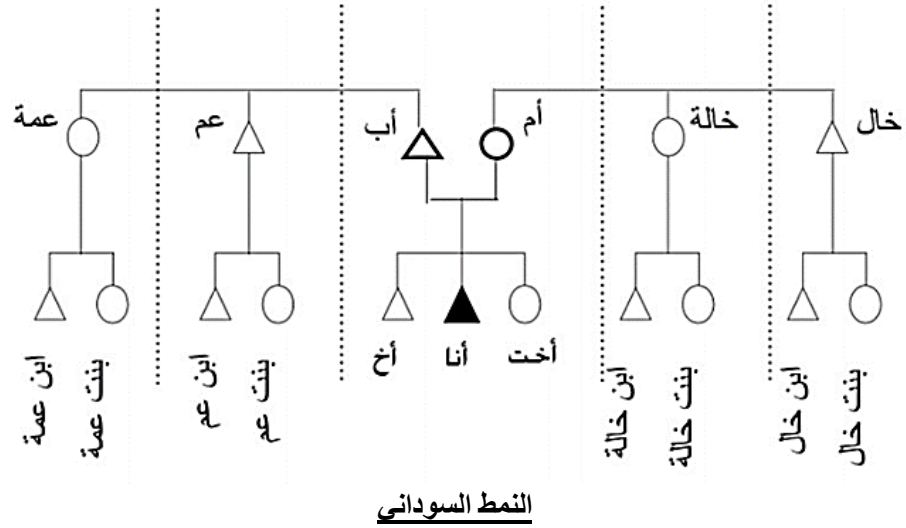 خال
خالة
أم
أب
عم
عمة
أخت
أنا
أخ
بنت خال
ابن خال
بنت خالة
ابن خالة
بنت عم
ابن عم
بنت عمة
ابن عمة
النمط السوداني